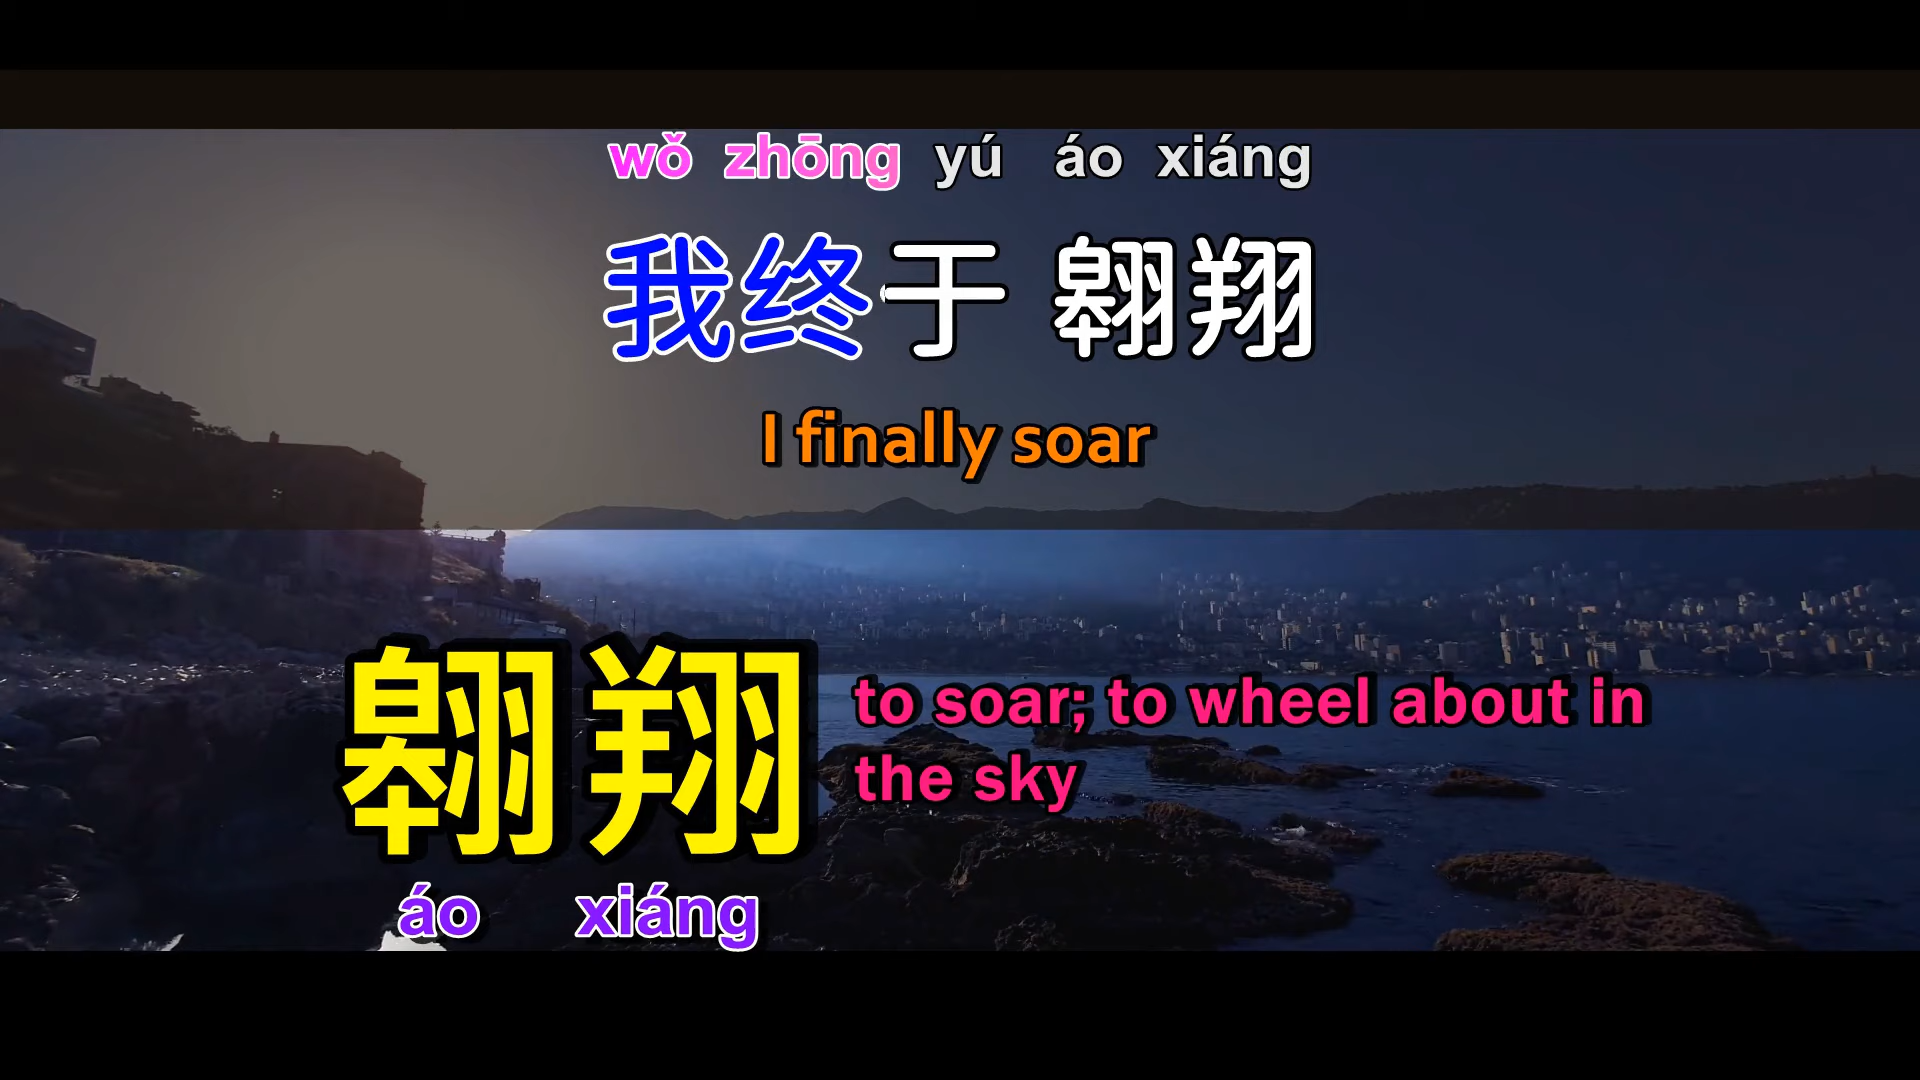 wǒ zhōng yú áo xiáng
我终于 翱翔
I finally soar
翱翔
to soar; to wheel about in
the sky
áo xiáng